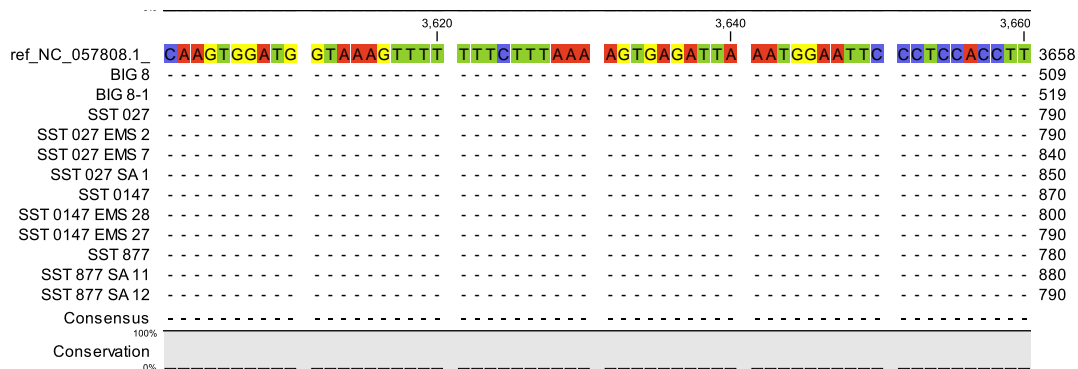 3,620 3,640 3,660
ref_NC_057808.1_ CAAGTGGATG GTAAAGTTTT TTTCTTTAAA AGTGAGATTA AATGGAATTC CCTCCACCTT 3658
BIG 8 - - - - - - - - - - - - - - - - - - - - - - - - - - - - - - - - - - - - - - - - - - - - - - - - - - - - - - - - - - - - 509
BIG 8-1 - - - - - - - - - - - - - - - - - - - - - - - - - - - - - - - - - - - - - - - - - - - - - - - - - - - - - - - - - - - - 519
SST 027 - - - - - - - - - - - - - - - - - - - - - - - - - - - - - - - - - - - - - - - - - - - - - - - - - - - - - - - - - - - - 790
SST 027 EMS 2 - - - - - - - - - - - - - - - - - - - - - - - - - - - - - - - - - - - - - - - - - - - - - - - - - - - - - - - - - - - - 790
SST 027 EMS 7 - - - - - - - - - - - - - - - - - - - - - - - - - - - - - - - - - - - - - - - - - - - - - - - - - - - - - - - - - - - - 840
SST 027 SA 1 - - - - - - - - - - - - - - - - - - - - - - - - - - - - - - - - - - - - - - - - - - - - - - - - - - - - - - - - - - - - 850
SST 0147 - - - - - - - - - - - - - - - - - - - - - - - - - - - - - - - - - - - - - - - - - - - - - - - - - - - - - - - - - - - - 870
SST 0147 EMS 28 - - - - - - - - - - - - - - - - - - - - - - - - - - - - - - - - - - - - - - - - - - - - - - - - - - - - - - - - - - - - 800
SST 0147 EMS 27 - - - - - - - - - - - - - - - - - - - - - - - - - - - - - - - - - - - - - - - - - - - - - - - - - - - - - - - - - - - - 790
SST 877 - - - - - - - - - - - - - - - - - - - - - - - - - - - - - - - - - - - - - - - - - - - - - - - - - - - - - - - - - - - - 780
SST 877 SA 11 - - - - - - - - - - - - - - - - - - - - - - - - - - - - - - - - - - - - - - - - - - - - - - - - - - - - - - - - - - - - 880
SST 877 SA 12 - - - - - - - - - - - - - - - - - - - - - - - - - - - - - - - - - - - - - - - - - - - - - - - - - - - - - - - - - - - - 790
Consensus - - - - - - - - - - - - - - - - - - - - - - - - - - - - - - - - - - - - - - - - - - - - - - - - - - - - - - - - - - - -
100%
Conservation
0%